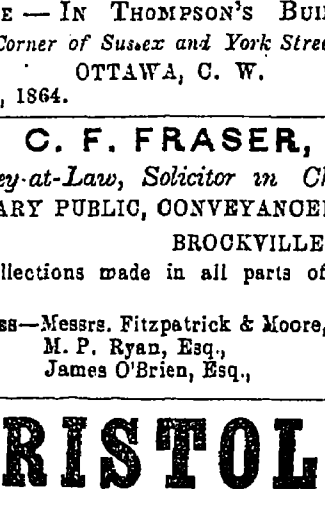 E — IN THOMPSON'S BUI
Corner of Sussex and York Stree
OTTAWA, C. W.
, 1864.
C. F. FRASER,
ey-at-Law, Solicitor in Ch
ARY PUBLIC, CONVEYANCE
BROCKVILLE
llections made in all parts of
ss—Messrs. Fitzpatrick & Moore,
M. P. Ryan, Esq.,
James O'Brien, Esq.,
RISTOL